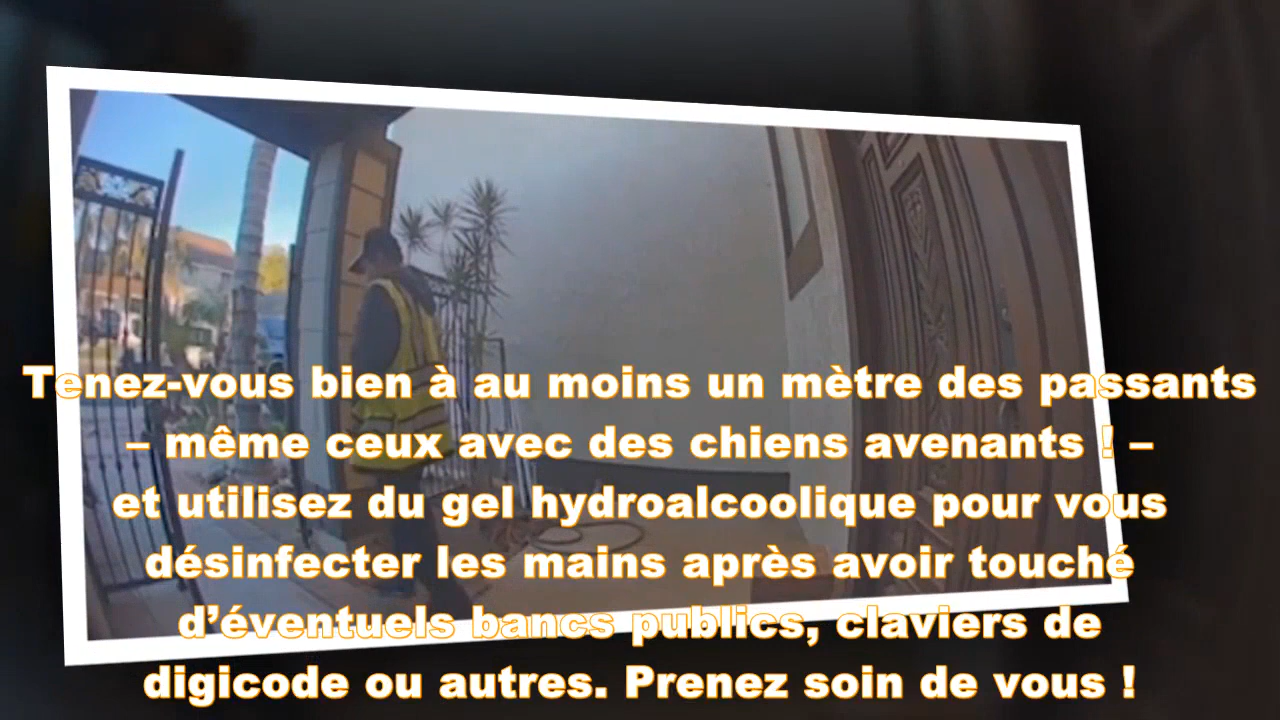 Tenez-vous bien à au moins un mètre des passants
– même ceux avec des chiens avenants ! –
et utilisez du gel hydroalcoolique pour vous
désinfecter les mains après avoir touché
d’éventuels bancs publics, claviers de
digicode ou autres. Prenez soin de vous !